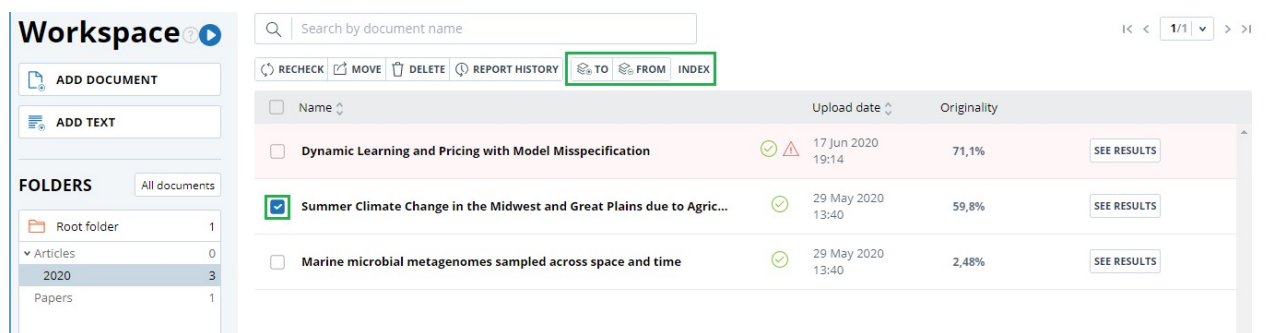 Workspace ?
ADD DOCUMENT
ADD TEXT
FOLDERS All documents
Root folder 1
Articles 0
2020 3
Papers 1
Search by document name
1/1
RECHECK MOVE DELETE REPORT HISTORY TO FROM INDEX
Name Upload date Originality
Dynamic Learning and Pricing with Model Misspecification 17 Jun 2020 71,1% SEE RESULTS
19:14
Summer Climate Change in the Midwest and Great Plains due to Agric... 29 May 2020 59,8% SEE RESULTS
13:40
Marine microbial metagenomes sampled across space and time 29 May 2020 2,48% SEE RESULTS
13:40